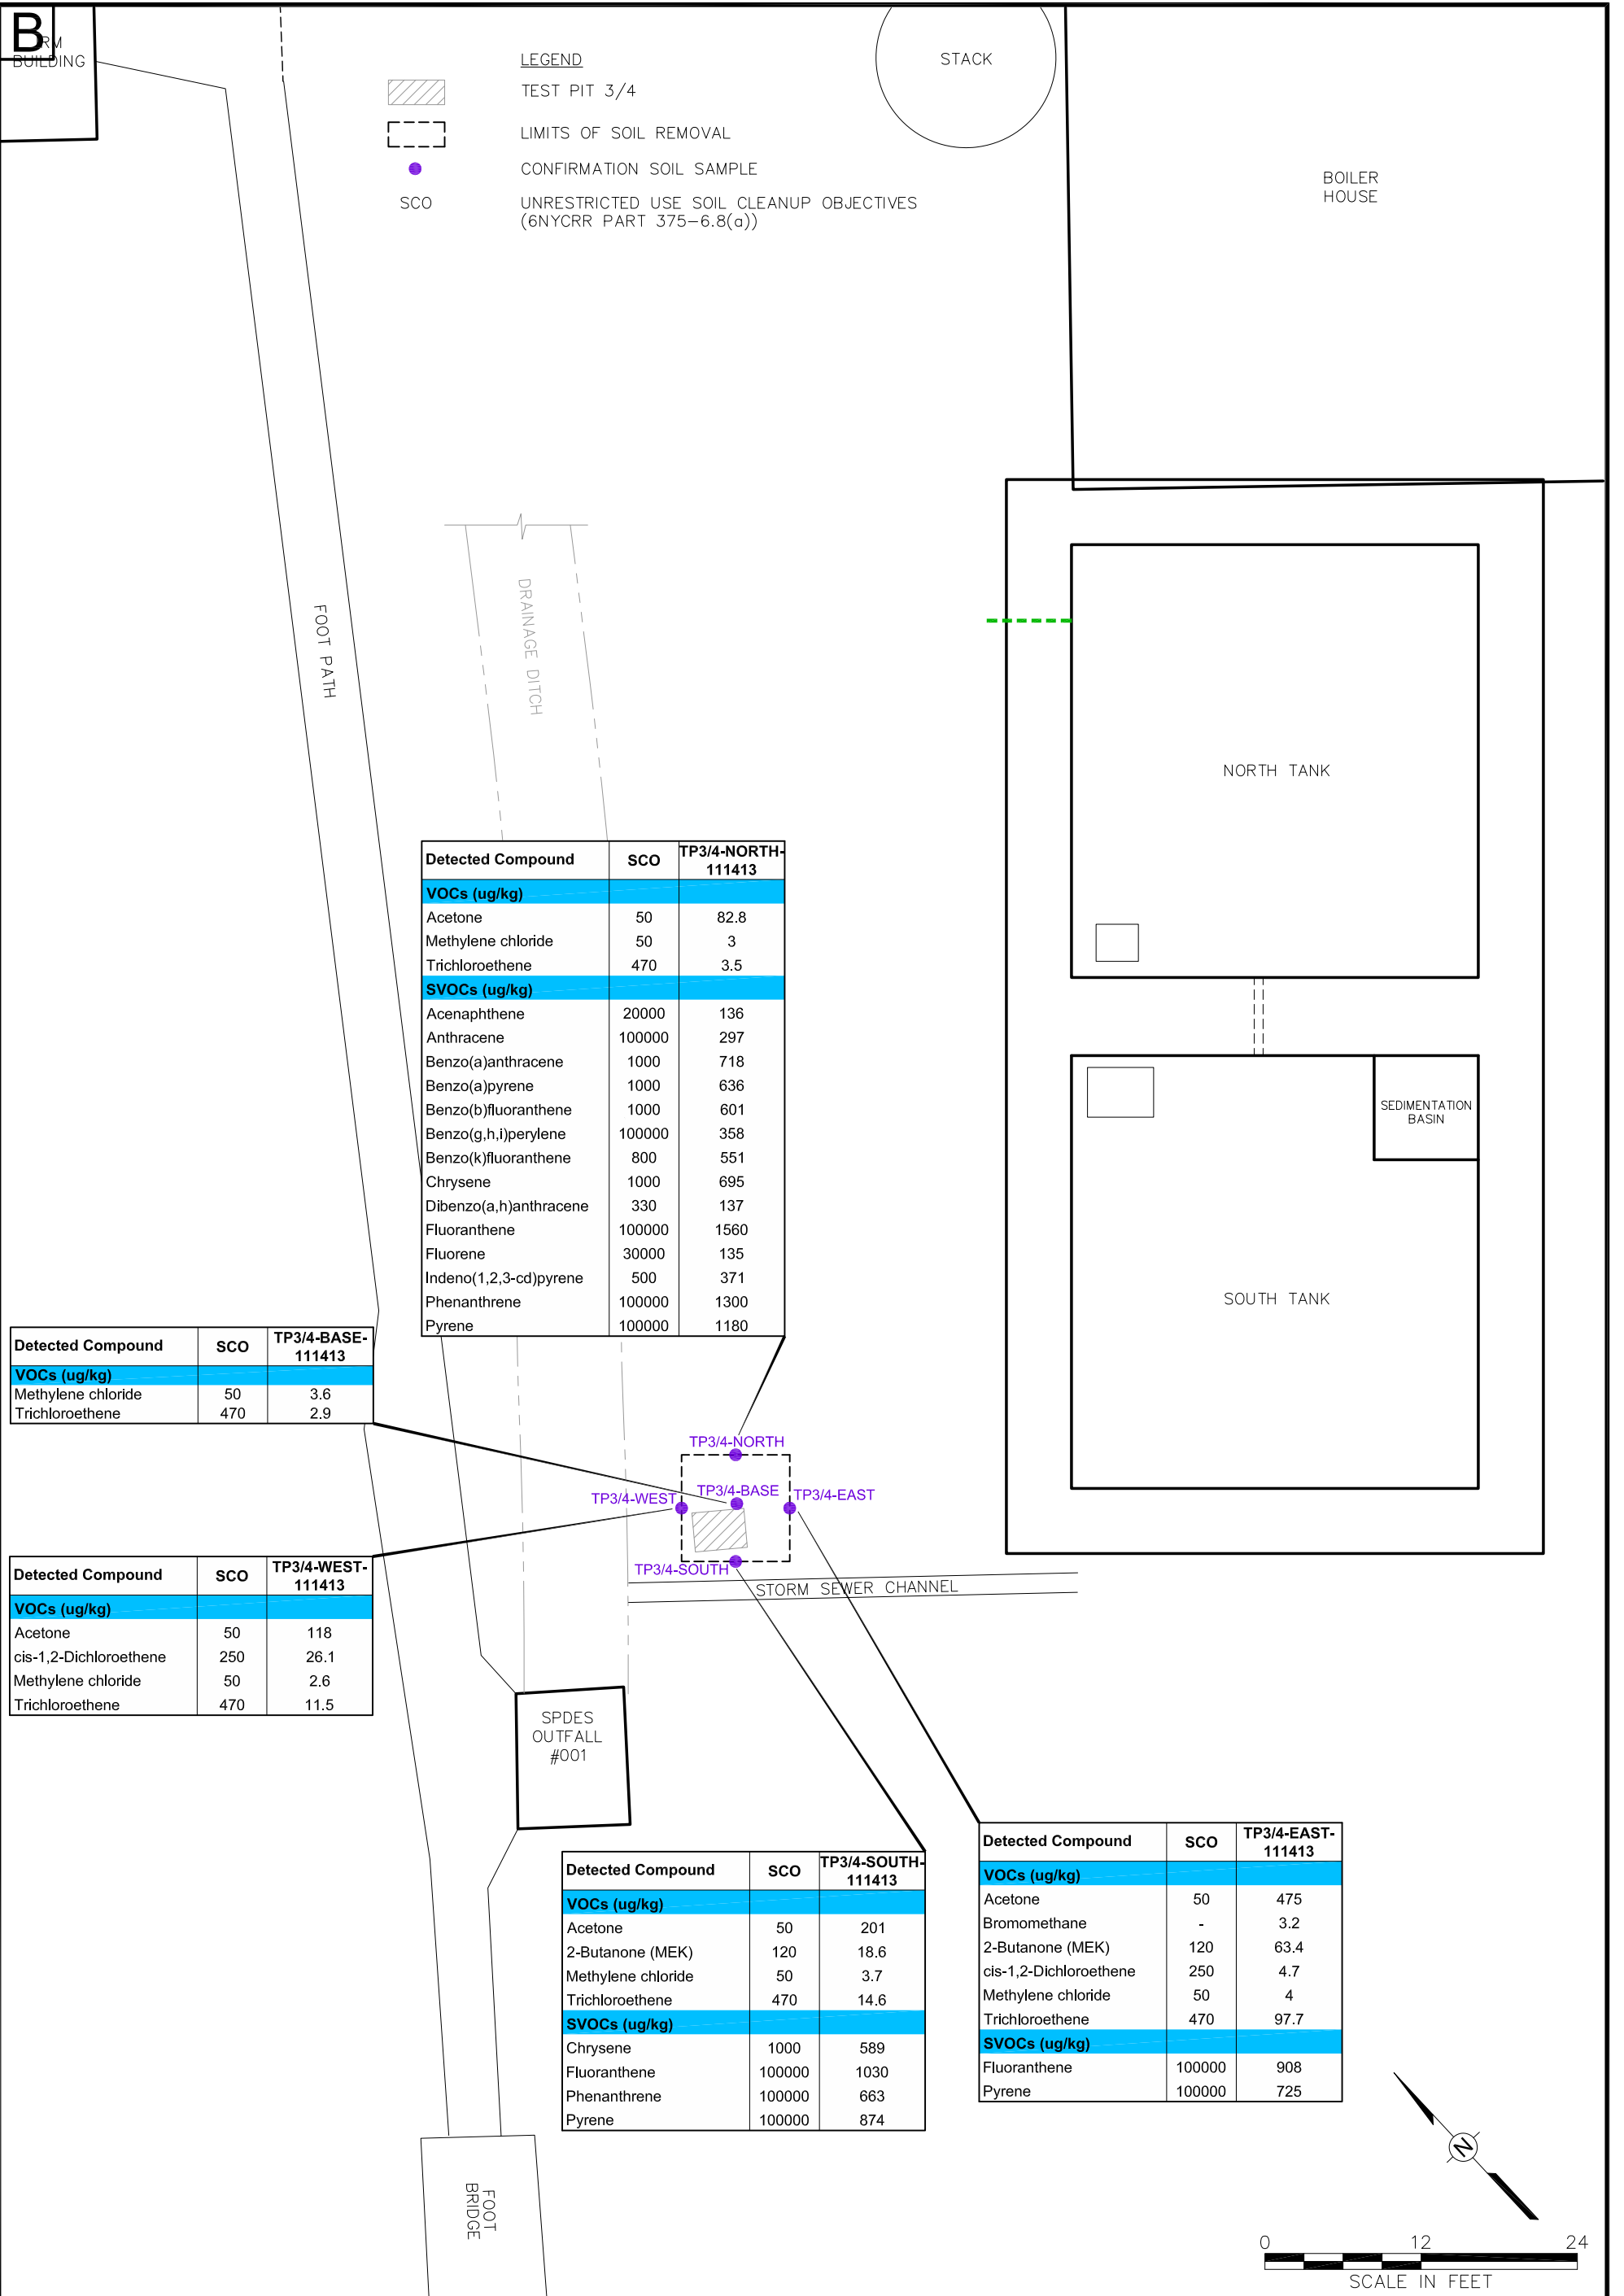 B
BUILDING
LEGEND
TEST PIT 3/4
LIMITS OF SOIL REMOVAL
CONFIRMATION SOIL SAMPLE
SCO UNRESTRICTED USE SOIL CLEANUP OBJECTIVES
(6NYCRR PART 375-6.8(a))
STACK
BOILER
HOUSE
FOOT PATH
DRAINAGE DITCH
NORTH TANK
SEDIMENTATION
BASIN
SOUTH TANK
Detected Compound SCO TP3/4-NORTH-
111413
VOCs (ug/kg)
Acetone 50 82.8
Methylene chloride 50 3
Trichloroethene 470 3.5
SVOCs (ug/kg)
Acenaphthene 20000 136
Anthracene 100000 297
Benzo(a)anthracene 1000 718
Benzo(a)pyrene 1000 636
Benzo(b)fluoranthene 1000 601
Benzo(g,h,i)perylene 100000 358
Benzo(k)fluoranthene 800 551
Chrysene 1000 695
Dibenzo(a,h)anthracene 330 137
Fluoranthene 100000 1560
Fluorene 30000 135
Indeno(1,2,3-cd)pyrene 500 371
Phenanthrene 100000 1300
Pyrene 100000 1180
Detected Compound SCO TP3/4-BASE-
111413
VOCs (ug/kg)
Methylene chloride 50 3.6
Trichloroethene 470 2.9
TP3/4-NORTH
TP3/4-WEST
TP3/4-BASE
TP3/4-EAST
TP3/4-SOUTH
STORM SEWER CHANNEL
Detected Compound SCO TP3/4-WEST-
111413
VOCs (ug/kg)
Acetone 50 118
cis-1,2-Dichloroethene 250 26.1
Methylene chloride 50 2.6
Trichloroethene 470 11.5
SPDES
OUTFALL
#001
Detected Compound SCO TP3/4-SOUTH-
111413
VOCs (ug/kg)
Acetone 50 201
2-Butanone (MEK) 120 18.6
Methylene chloride 50 3.7
Trichloroethene 470 14.6
SVOCs (ug/kg)
Chrysene 1000 589
Fluoranthene 100000 1030
Phenanthrene 100000 663
Pyrene 100000 874
Detected Compound SCO TP3/4-EAST-
111413
VOCs (ug/kg)
Acetone 50 475
Bromomethane - 3.2
2-Butanone (MEK) 120 63.4
cis-1,2-Dichloroethene 250 4.7
Methylene chloride 50 4
Trichloroethene 470 97.7
SVOCs (ug/kg)
Fluoranthene 100000 908
Pyrene 100000 725
FOOT
BRIDGE
N
0 12 24
SCALE IN FEET